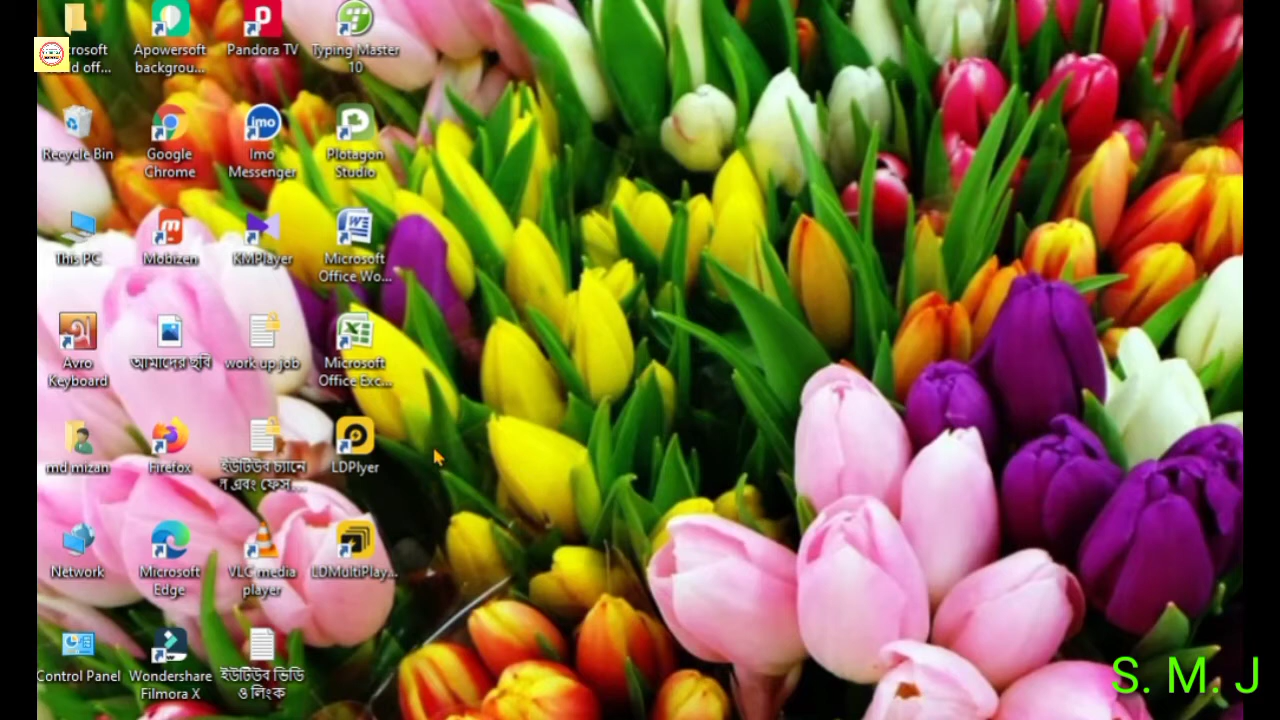 crosoft
ld off...
Apowersoft
backgrou...
Pandora TV
Typing Master
10
Recycle Bin
Google
Chrome
Imo
Messenger
Plotagon
Studio
This PC
Mobizen
KMPlayer
Microsoft
Office Wo...
Avro
Keyboard
আমাদের ছবি
work up job
Microsoft
Office Exc...
md mizan
Firefox
ইউটিউব চ্যানে
ল এবং ফেস...
LDPlyer
Network
Microsoft
Edge
VLC media
player
LDMultiPlay...
Control Panel
Wondershare
Filmora X
ইউটিউব ভিডি
ও লিংক
S. M. J